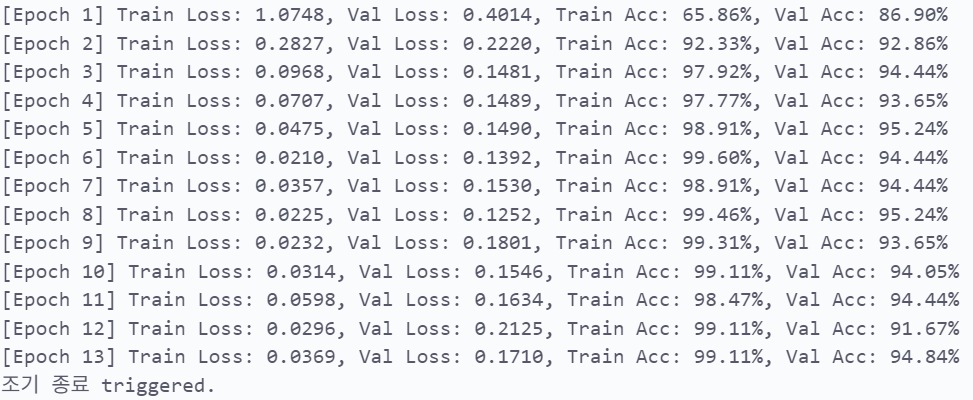 [Epoch 1] Train Loss: 1.0748, Val Loss: 0.4014, Train Acc: 65.86%, Val Acc: 86.90%
[Epoch 2] Train Loss: 0.2827, Val Loss: 0.2220, Train Acc: 92.33%, Val Acc: 92.86%
[Epoch 3] Train Loss: 0.0968, Val Loss: 0.1481, Train Acc: 97.92%, Val Acc: 94.44%
[Epoch 4] Train Loss: 0.0707, Val Loss: 0.1489, Train Acc: 97.77%, Val Acc: 93.65%
[Epoch 5] Train Loss: 0.0475, Val Loss: 0.1490, Train Acc: 98.91%, Val Acc: 95.24%
[Epoch 6] Train Loss: 0.0210, Val Loss: 0.1392, Train Acc: 99.60%, Val Acc: 94.44%
[Epoch 7] Train Loss: 0.0357, Val Loss: 0.1530, Train Acc: 98.91%, Val Acc: 94.44%
[Epoch 8] Train Loss: 0.0225, Val Loss: 0.1252, Train Acc: 99.46%, Val Acc: 95.24%
[Epoch 9] Train Loss: 0.0232, Val Loss: 0.1801, Train Acc: 99.31%, Val Acc: 93.65%
[Epoch 10] Train Loss: 0.0314, Val Loss: 0.1546, Train Acc: 99.11%, Val Acc: 94.05%
[Epoch 11] Train Loss: 0.0598, Val Loss: 0.1634, Train Acc: 98.47%, Val Acc: 94.44%
[Epoch 12] Train Loss: 0.0296, Val Loss: 0.2125, Train Acc: 99.11%, Val Acc: 91.67%
[Epoch 13] Train Loss: 0.0369, Val Loss: 0.1710, Train Acc: 99.11%, Val Acc: 94.84%
조기 종료 triggered.